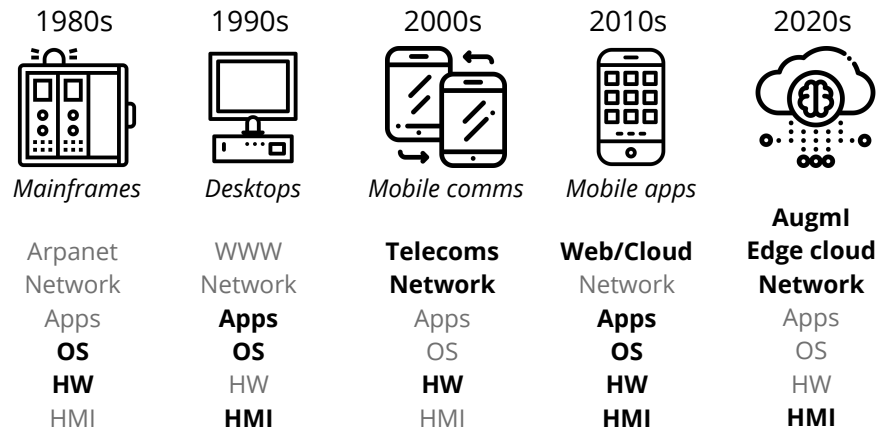 1980s 1990s 2000s 2010s 2020s
Mainframes Desktops Mobile comms Mobile apps
AugmI
Arpanet WWW Telecoms Web/Cloud Edge cloud
Network Network Network Network Network
Apps Apps Apps Apps Apps
OS OS OS OS OS
HW HW HW HW HW
HMI HMI HMI HMI HMI